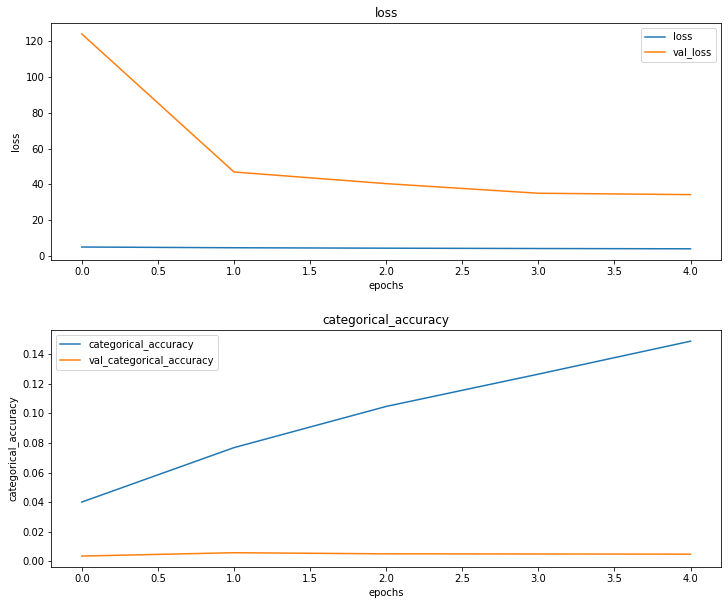 loss
120
100
80
60
40
20
0
loss
loss
val_loss
0.0 0.5 1.0 1.5 2.0 2.5 3.0 3.5 4.0
epochs
categorical_accuracy
0.14
0.12
0.10
0.08
0.06
0.04
0.02
0.00
categorical_accuracy
categorical_accuracy
val_categorical_accuracy
0.0 0.5 1.0 1.5 2.0 2.5 3.0 3.5 4.0
epochs